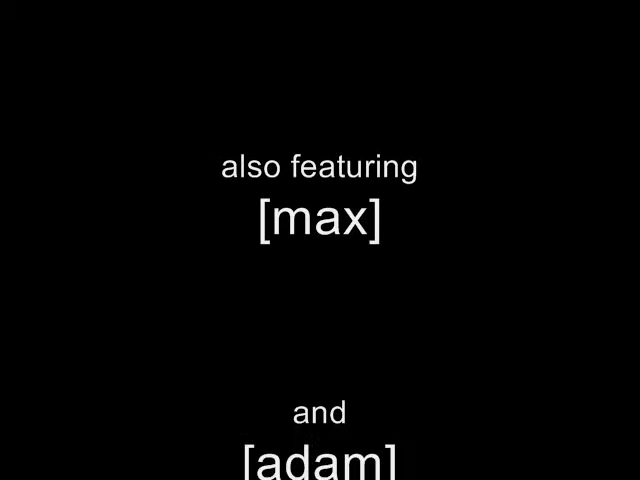 also featuring
[max]
and
[adam]